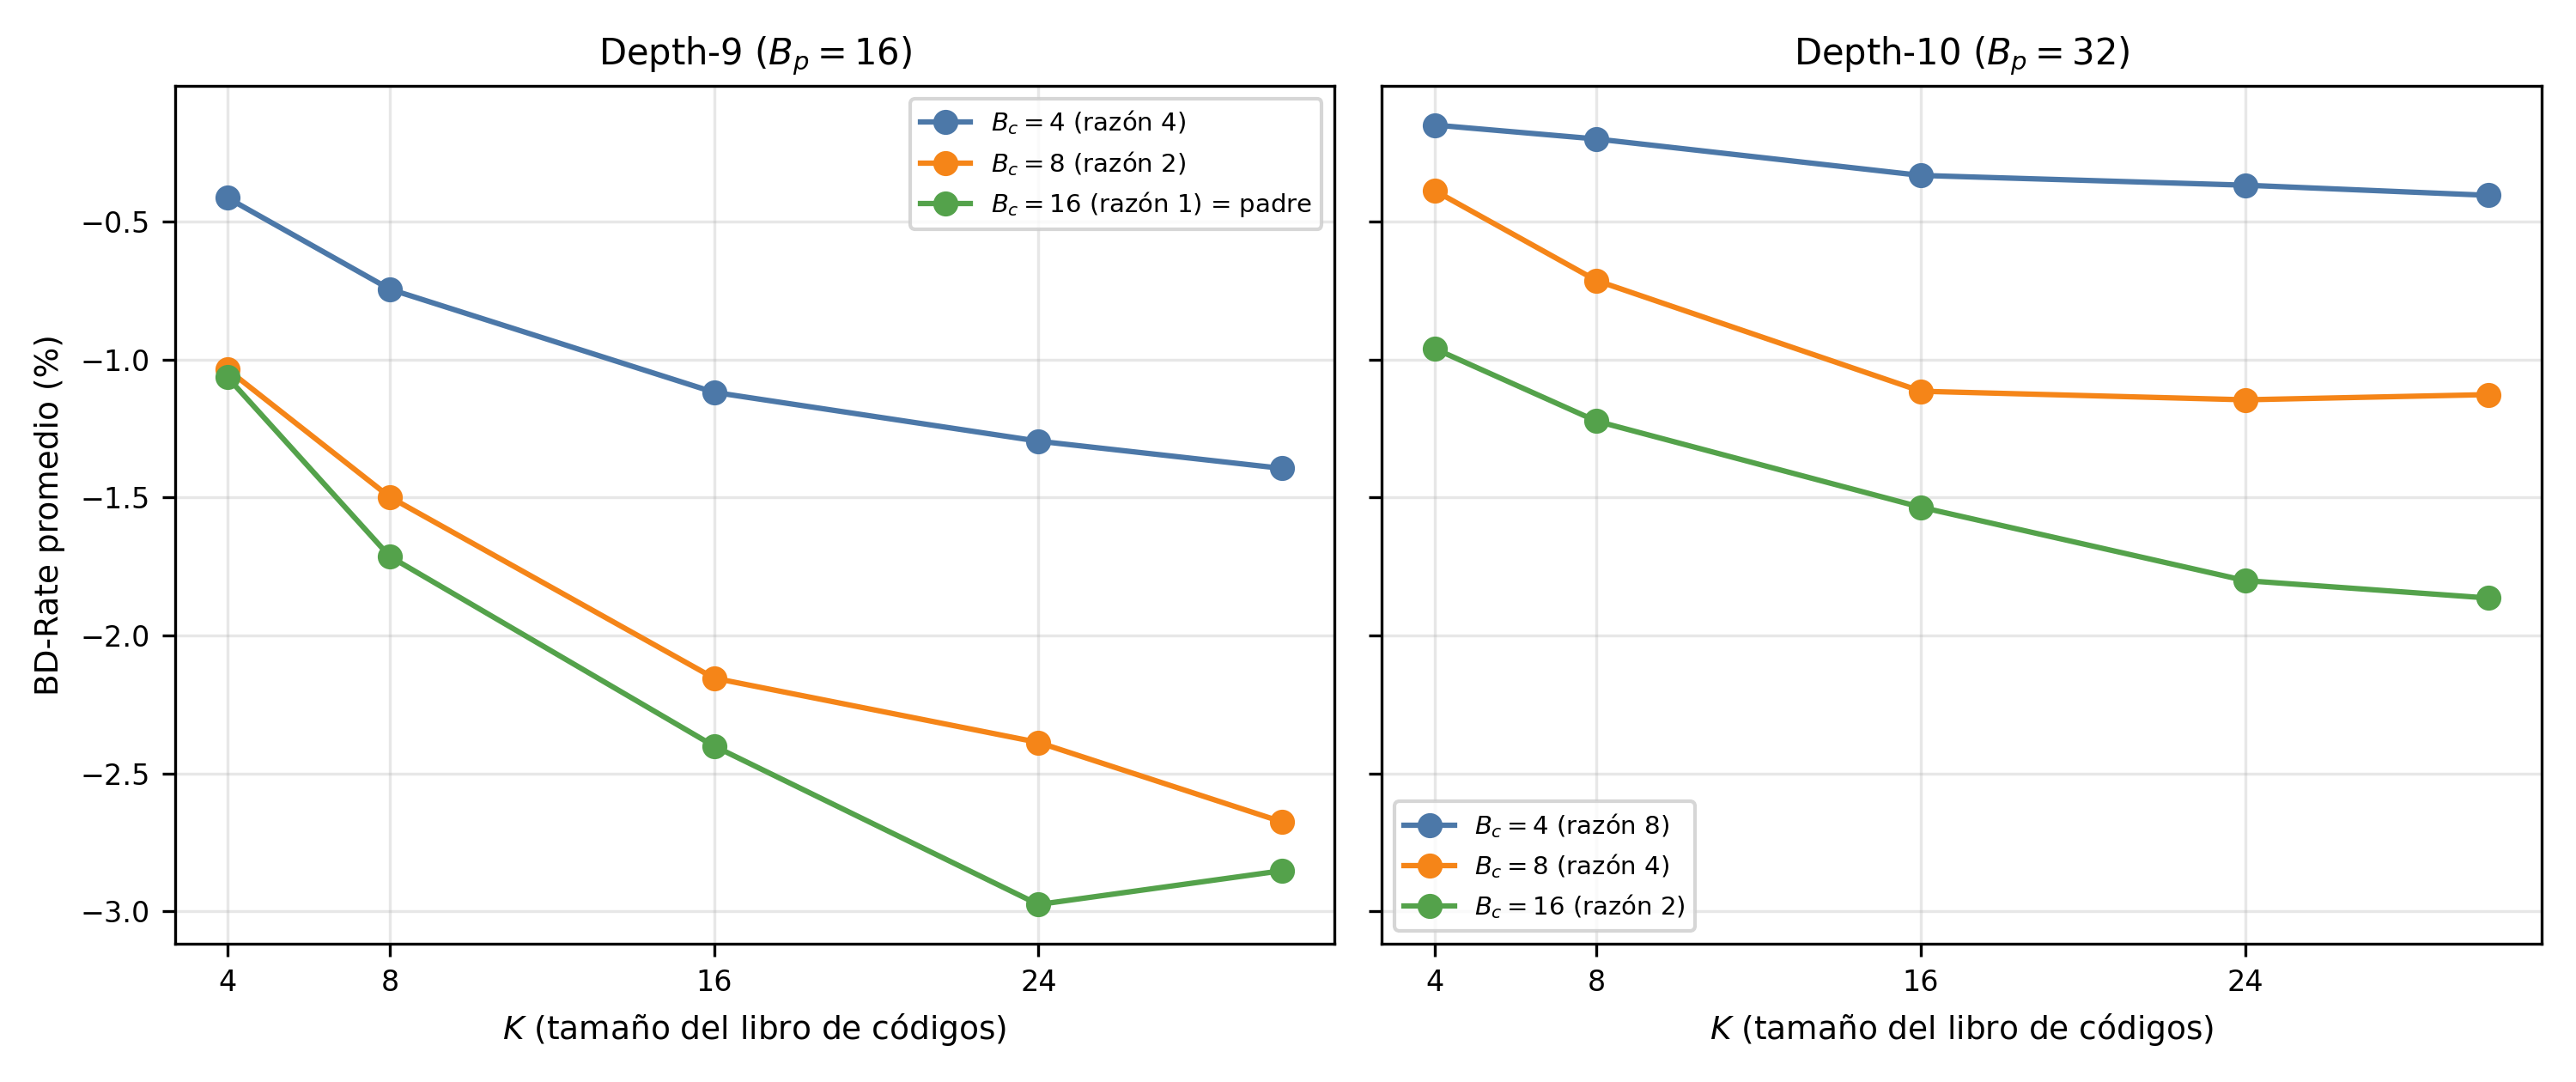 Depth-9 ($B_p = 16$)
BD-Rate promedio (%)
−0.5
−1.0
−1.5
−2.0
−2.5
−3.0
$B_c = 4$ (razón 4)
$B_c = 8$ (razón 2)
$B_c = 16$ (razón 1) = padre
4 8 16 24
$K$ (tamaño del libro de códigos)
Depth-10 ($B_p = 32$)
$B_c = 4$ (razón 8)
$B_c = 8$ (razón 4)
$B_c = 16$ (razón 2)
4 8 16 24
$K$ (tamaño del libro de códigos)